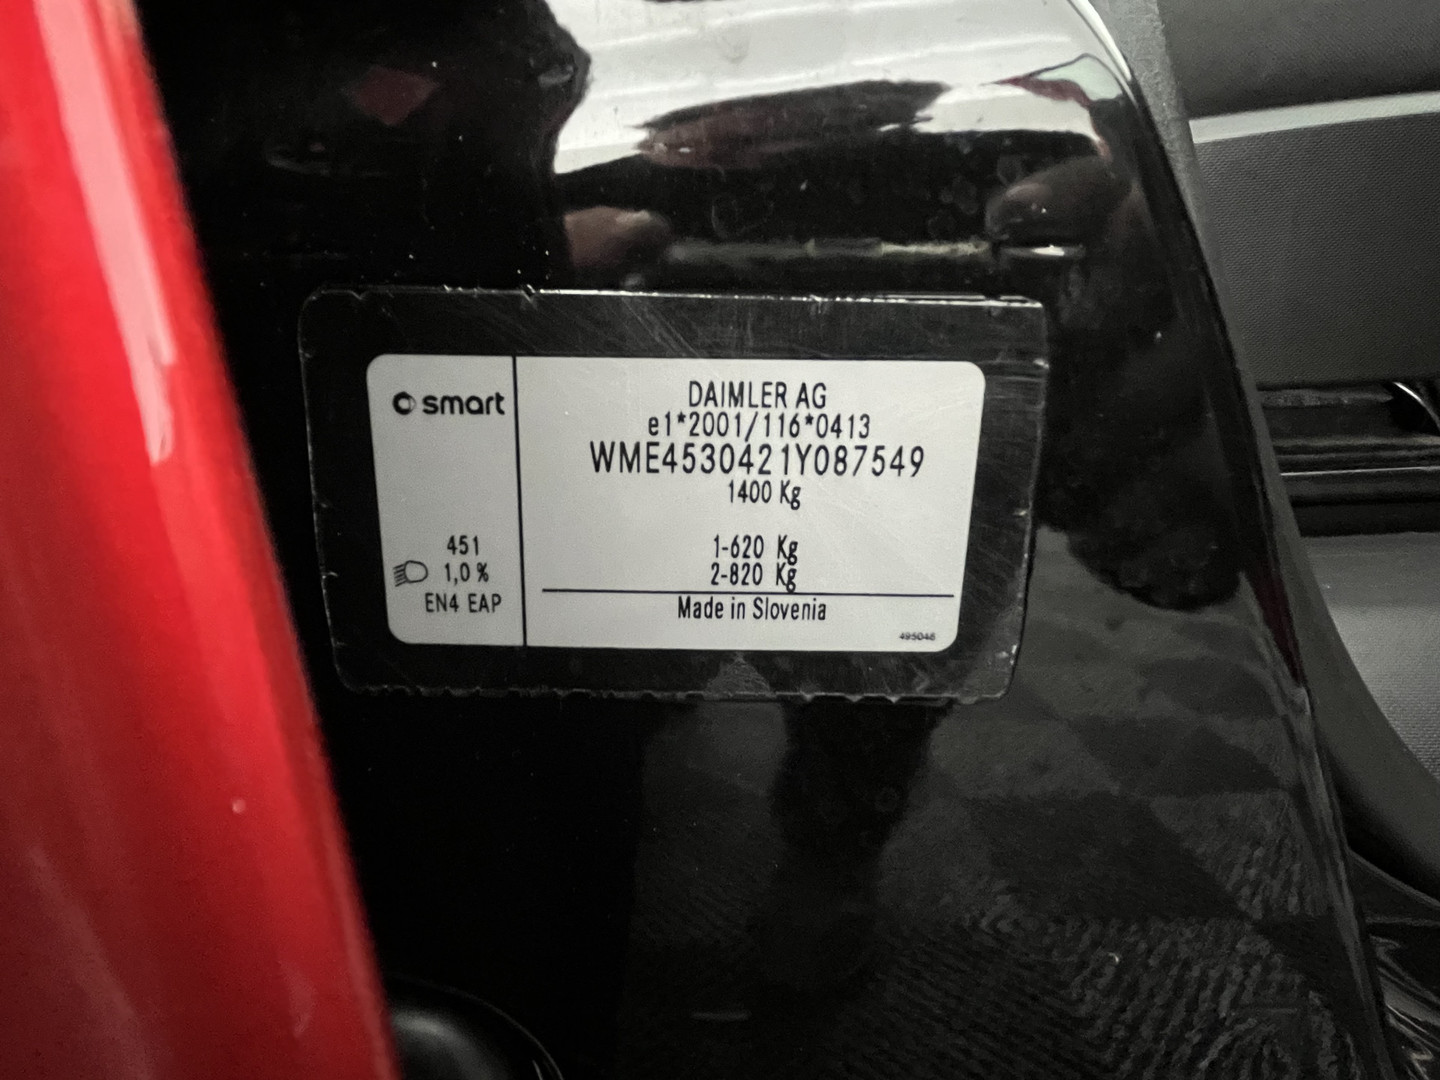 smart
DAIMLER AG
e1*2001/116*0413
WME4530421Y087549
1400 Kg
451
1,0 %
EN4 EAP
1-620 Kg
2-820 Kg
Made in Slovenia
495046